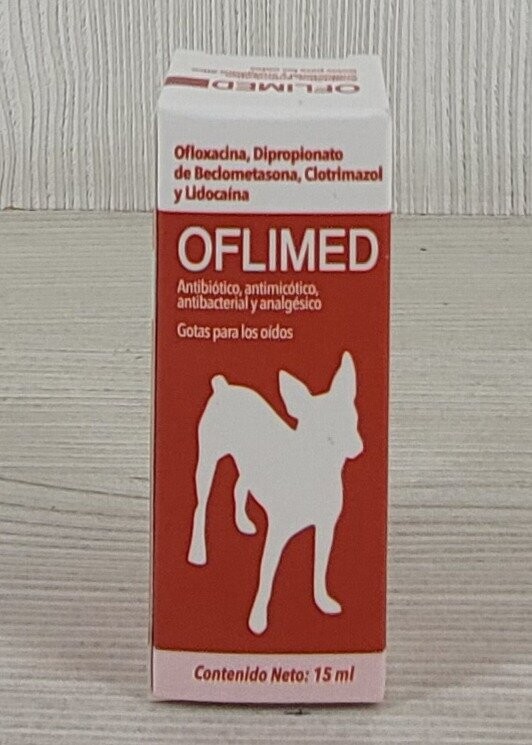 OFLIMED
Ofloxacina, Dipropionato
de Beclometasona, Clotrimazol
y Lidocaína
OFLIMED
Antibiótico, antimicótico,
antibacterial y analgésico
Gotas para los oídos
Contenido Neto: 15 ml